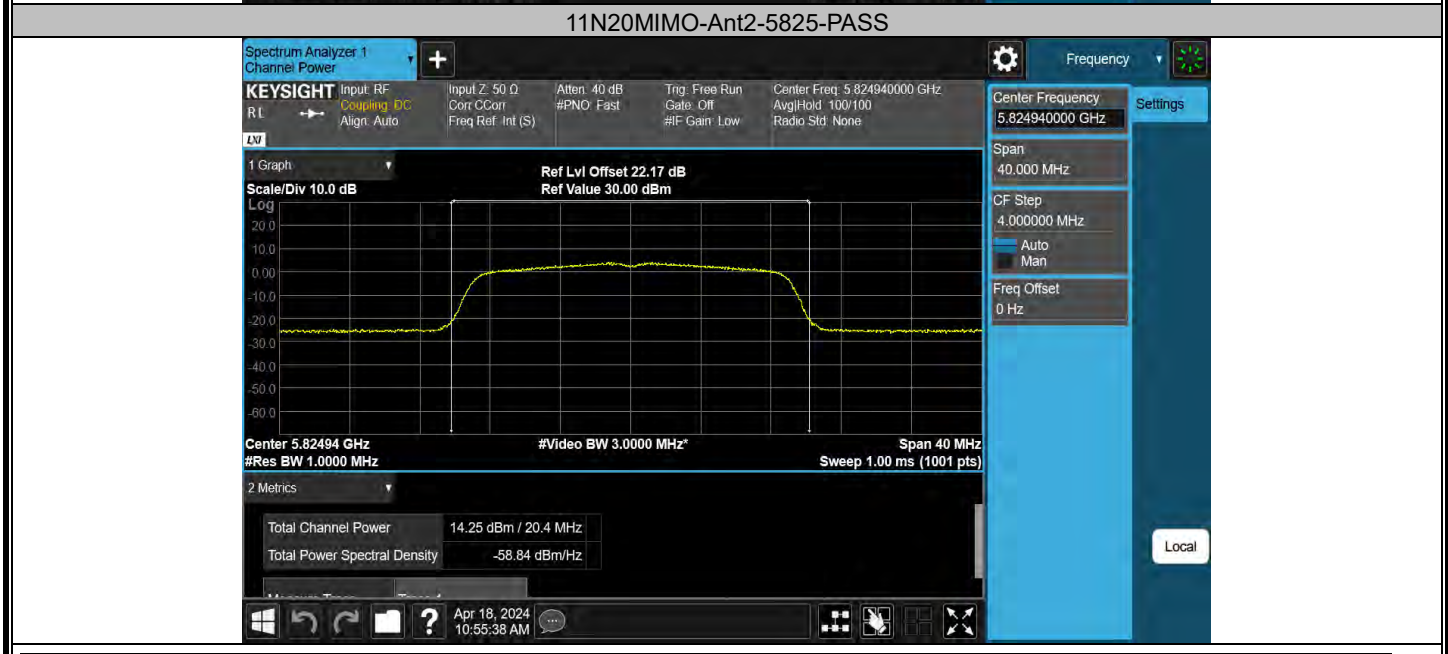 11N20MIMO-Ant2-5825-PASS
Spectrum Analyzer 1
Channel Power
Frequency
KEYSIGHT
RL
LXI
Input: RF
Coupling: DC
Align: Auto
Input Z: 50 Ω
Corr CCorr
Freq Ref: Int (S)
Atten: 40 dB
#PNO: Fast
Trig: Free Run
Gate: Off
#IF Gain: Low
Center Freq: 5.824940000 GHz
Avg|Hold: 100/100
Radio Std: None
Center Frequency
5.824940000 GHz
Settings
Span
40.000 MHz
CF Step
4.000000 MHz
Auto
Man
Freq Offset
0 Hz
1 Graph
Ref Lvl Offset 22.17 dB
Scale/Div 10.0 dB
Ref Value 30.00 dBm
Log
20.0
10.0
0.00
-10.0
-20.0
-30.0
-40.0
-50.0
-60.0
Center 5.82494 GHz
#Video BW 3.0000 MHz*
Span 40 MHz
#Res BW 1.0000 MHz
Sweep 1.00 ms (1001 pts)
2 Metrics
Total Channel Power
14.25 dBm / 20.4 MHz
Total Power Spectral Density
-58.84 dBm/Hz
Local
Apr 18, 2024
10:55:38 AM